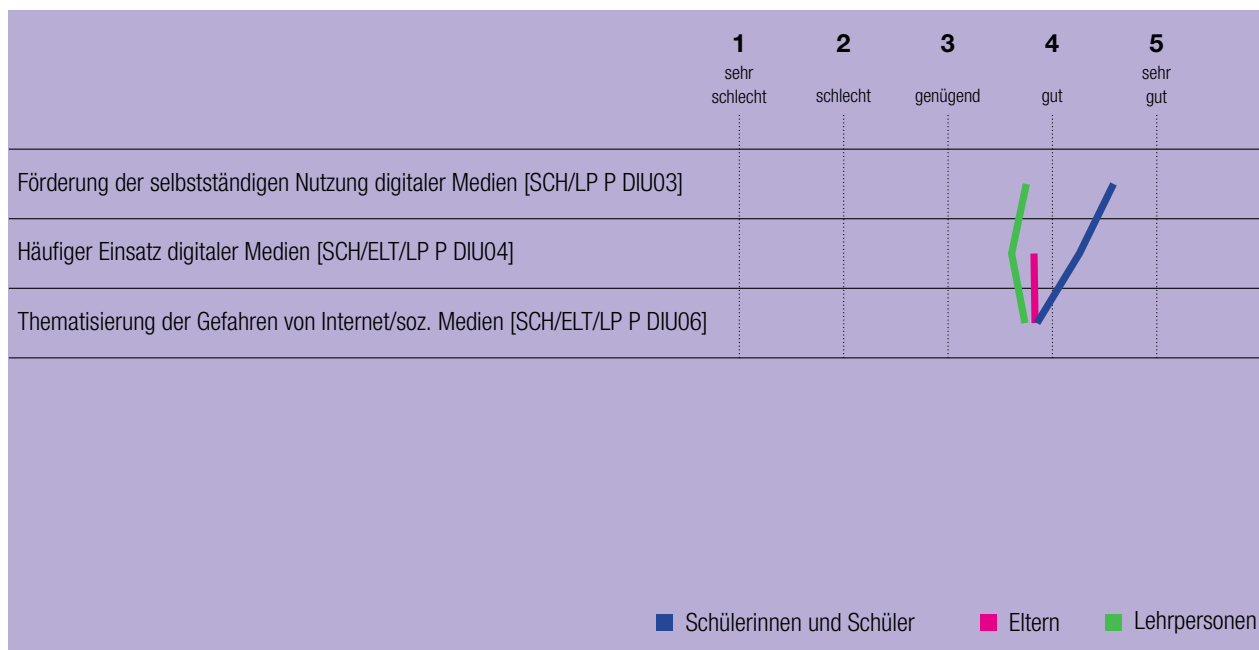 1 2 3 4 5
sehr sehr
schlecht schlecht genügend gut gut
Förderung der selbstständigen Nutzung digitaler Medien [SCH/LP P DIU03]
Häufiger Einsatz digitaler Medien [SCH/ELT/LP P DIU04]
Thematisierung der Gefahren von Internet/soz. Medien [SCH/ELT/LP P DIU06]
Schülerinnen und Schüler Eltern Lehrpersonen